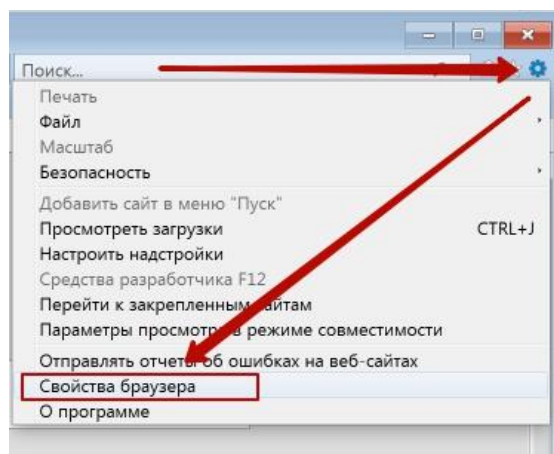 Поиск...
Печать
Файл
Масштаб
Безопасность
Добавить сайт в меню "Пуск"
Просмотреть загрузки CTRL+J
Настроить надстройки
Средства разработчика F12
Перейти к закрепленным сайтам
Параметры просмотра в режиме совместимости
Отправлять отчеты об ошибках на веб-сайтах
Свойства браузера
О программе